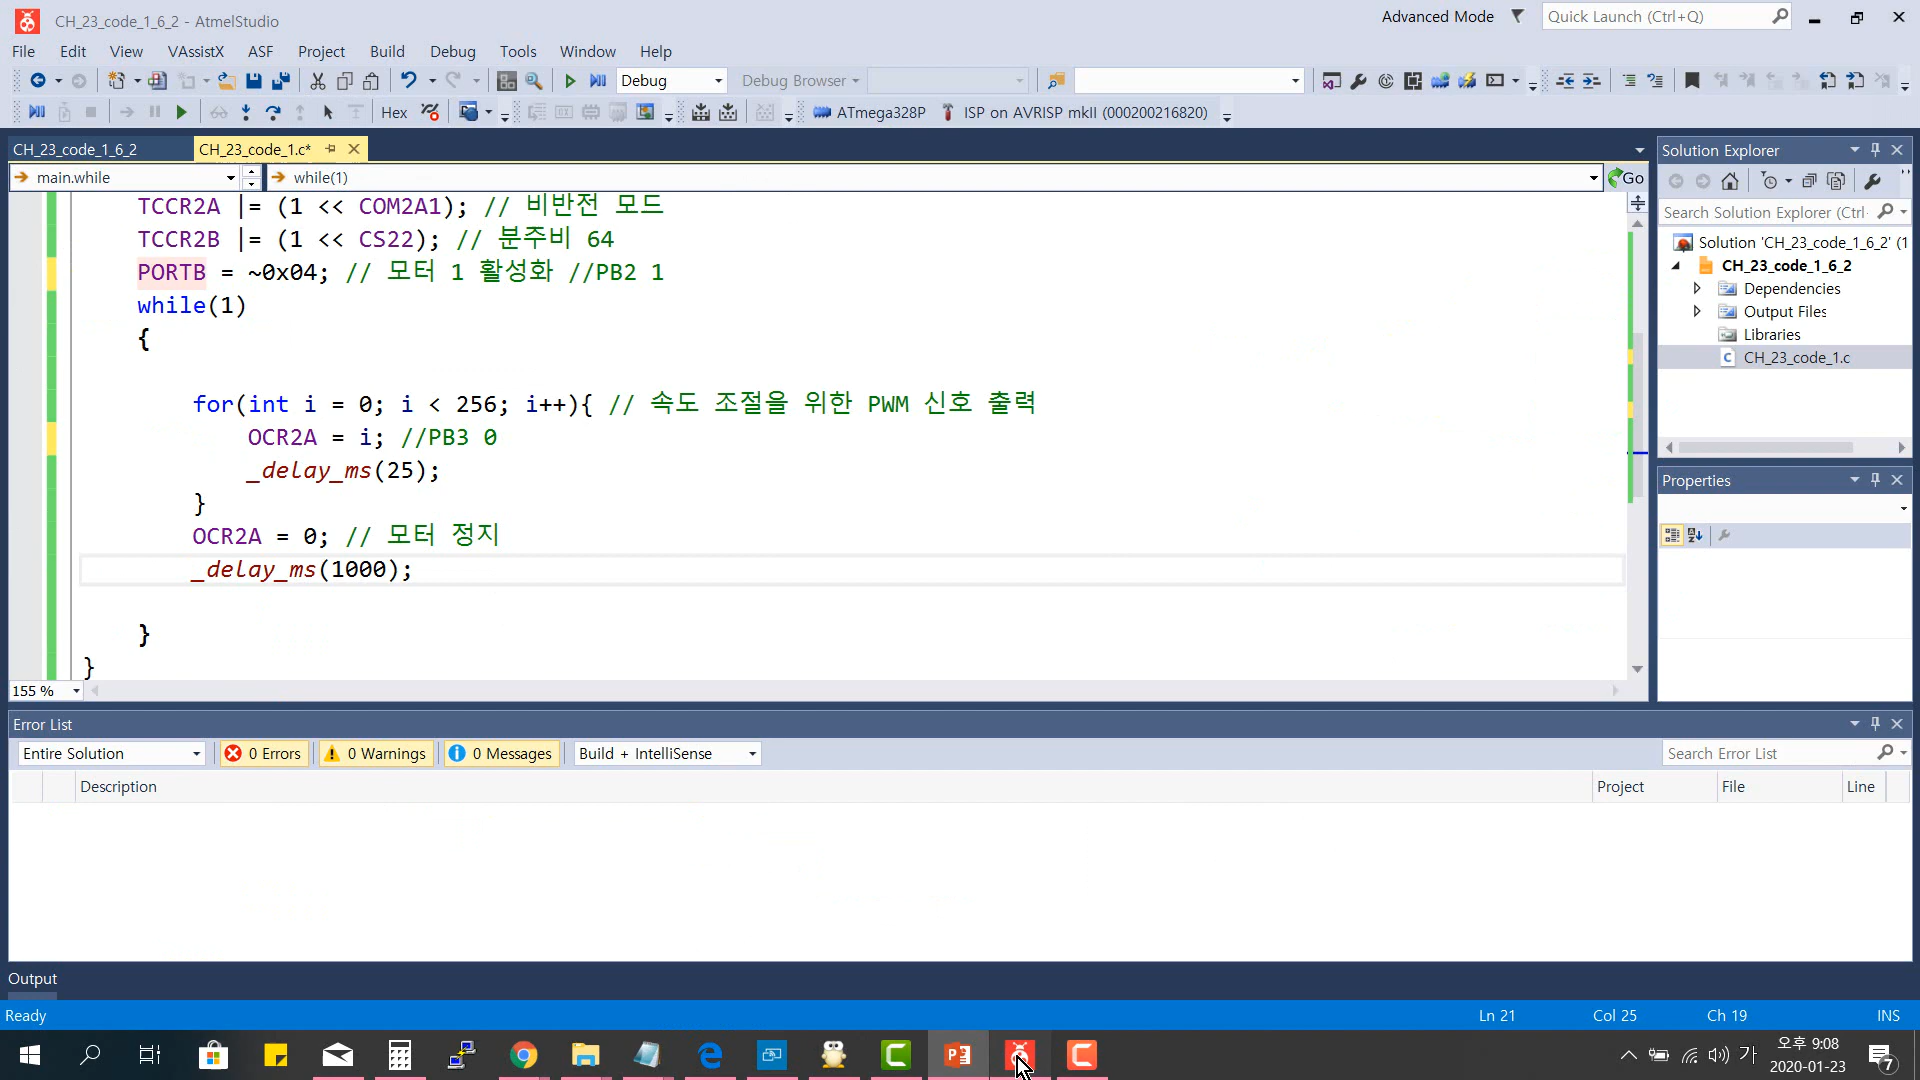 CH_23_code_1_6_2 - AtmelStudio
Advanced Mode
Quick Launch (Ctrl+Q)
File Edit View VAssistX ASF Project Build Debug Tools Window Help
Debug
Debug Browser
Hex
ATmega328P
ISP on AVRISP mkII (000200216820)
CH_23_code_1_6_2
CH_23_code_1.c*
main.while
while(1)
Go
TCCR2A |= (1 << COM2A1); // 비반전 모드
TCCR2B |= (1 << CS22); // 분주비 64
PORTB = ~0x04; // 모터 1 활성화 //PB2 1
while(1)
{
for(int i = 0; i < 256; i++){ // 속도 조절을 위한 PWM 신호 출력
OCR2A = i; //PB3 0
_delay_ms(25);
}
OCR2A = 0; // 모터 정지
_delay_ms(1000);
}
}
155 %
Solution Explorer
Search Solution Explorer (Ctrl
Solution 'CH_23_code_1_6_2' (1
CH_23_code_1_6_2
Dependencies
Output Files
Libraries
CH_23_code_1.c
Properties
Error List
Entire Solution
0 Errors
0 Warnings
0 Messages
Build + IntelliSense
Search Error List
Description
Project
File
Line
Output
Ready
Ln 21
Col 25
Ch 19
INS
가
오후 9:08
2020-01-23
7